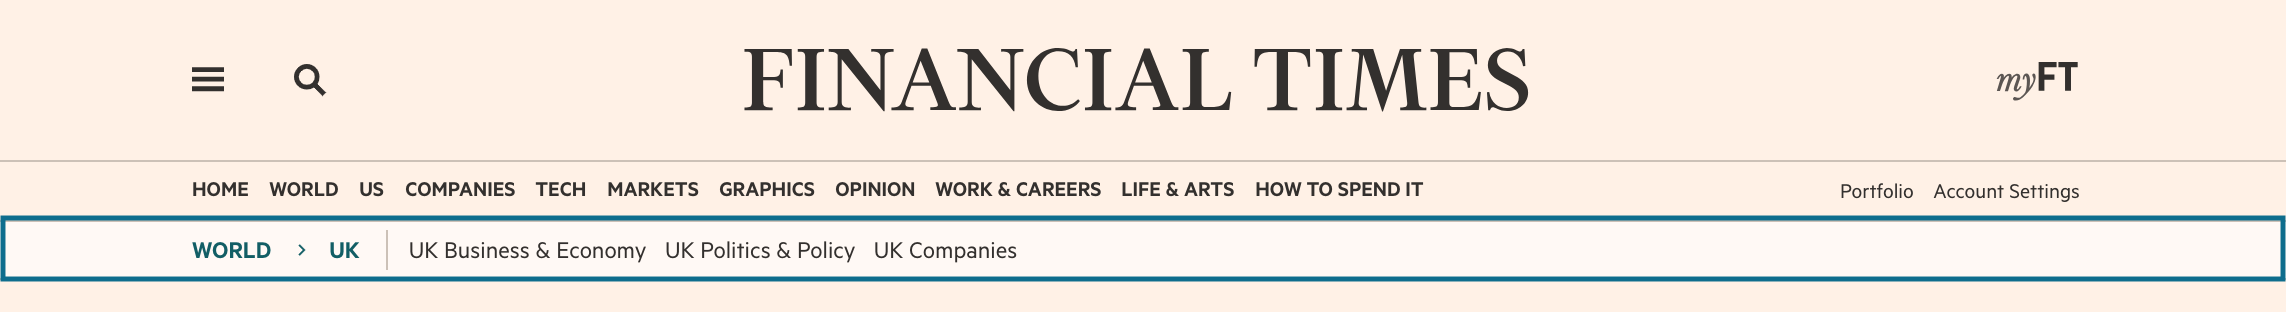 FINANCIAL TIMES
myFT
HOME WORLD US COMPANIES TECH MARKETS GRAPHICS OPINION WORK & CAREERS LIFE & ARTS HOW TO SPEND IT Portfolio Account Settings
WORLD > UK UK Business & Economy UK Politics & Policy UK Companies